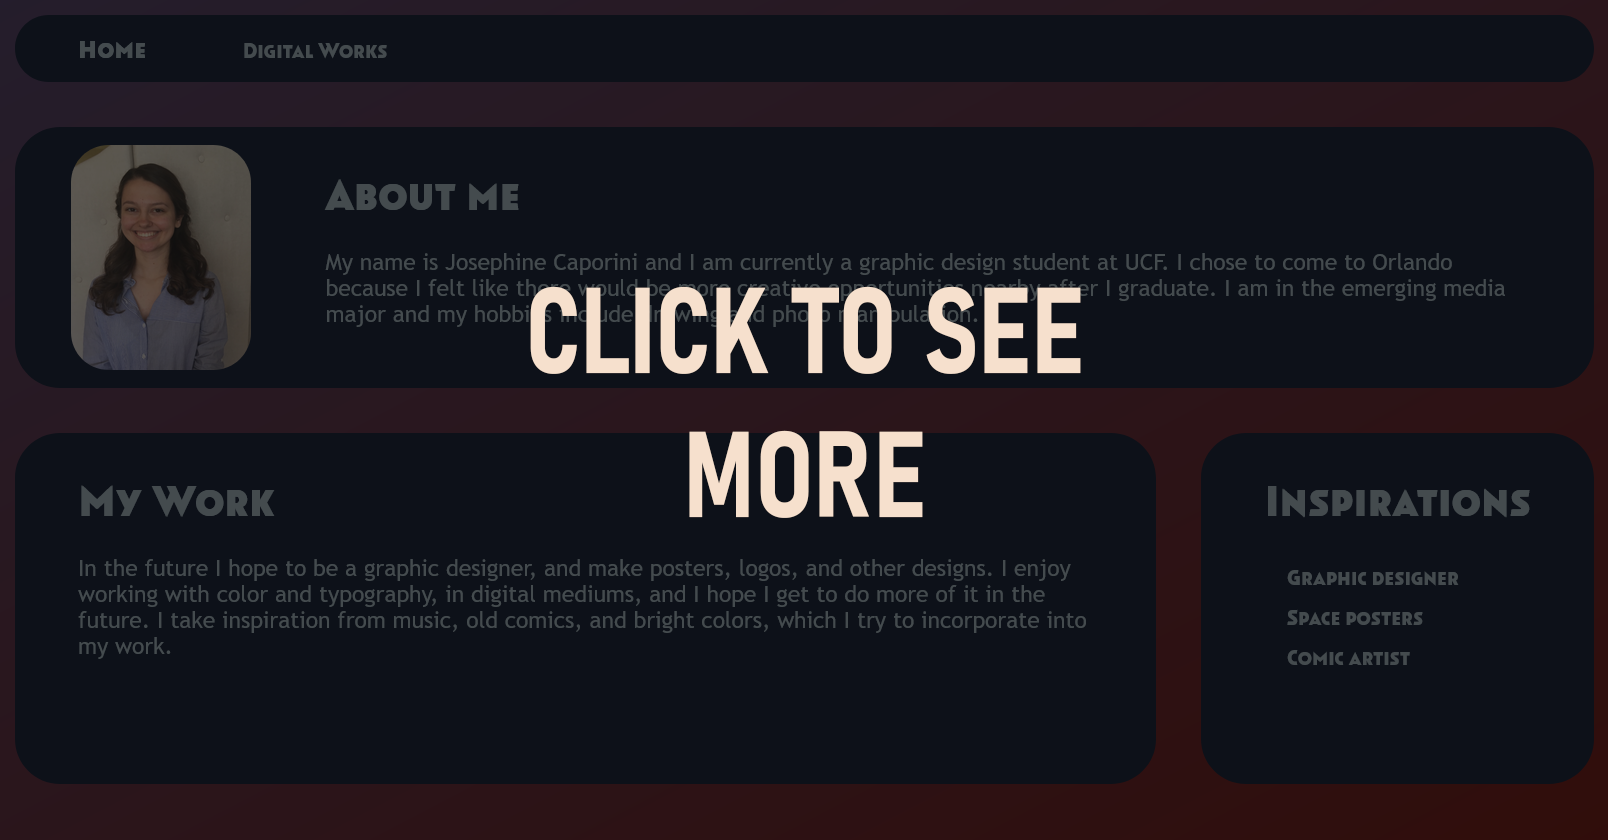 Home Digital Works
About me
My name is Josephine Caporini and I am currently a graphic design student at UCF. I chose to come to Orlando
because I felt like there would be more creative opportunities nearby after I graduate. I am in the emerging media
major and my hobbies include drawing and photo manipulation.
CLICK TO SEE
MORE
My Work
In the future I hope to be a graphic designer, and make posters, logos, and other designs. I enjoy
working with color and typography, in digital mediums, and I hope I get to do more of it in the
future. I take inspiration from music, old comics, and bright colors, which I try to incorporate into
my work.
Inspirations
Graphic designer
Space posters
Comic artist